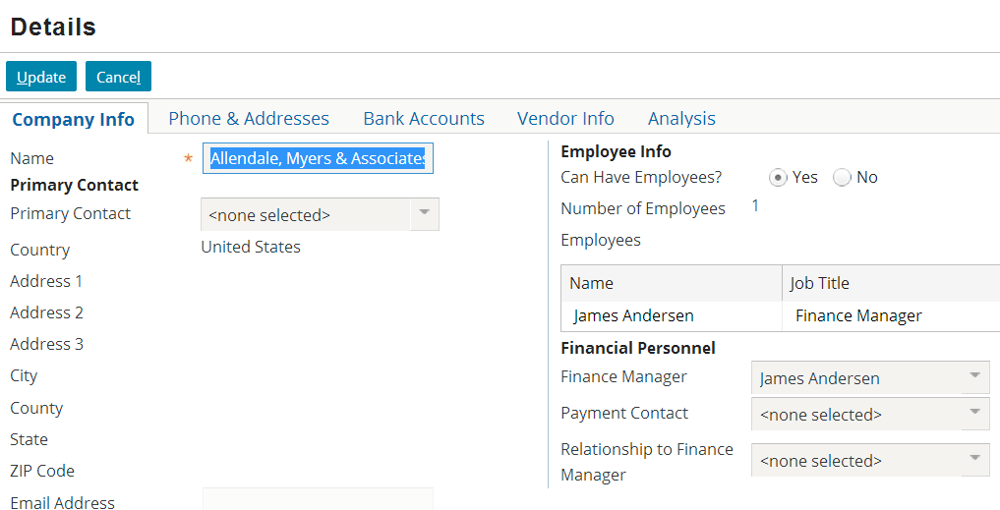 Details
Update Cancel
Company Info Phone & Addresses Bank Accounts Vendor Info Analysis
Name * Allendale, Myers & Associates
Primary Contact
Primary Contact <none selected>
Country United States
Address 1
Address 2
Address 3
City
County
State
ZIP Code
Email Address
Employee Info
Can Have Employees? Yes No
Number of Employees 1
Employees
Name Job Title
James Andersen Finance Manager
Financial Personnel
Finance Manager James Andersen
Payment Contact <none selected>
Relationship to Finance
Manager <none selected>